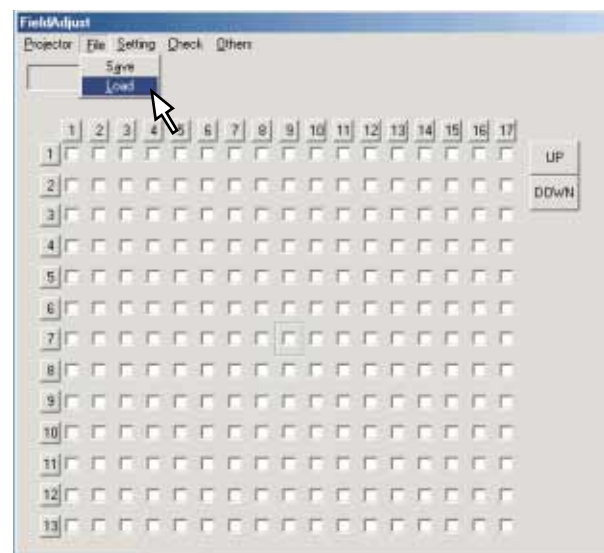 FieldAdjust
Projector File Setting Check Others
Save
Load
1 2 3 4 5 6 7 8 9 10 11 12 13 14 15 16 17
1 UP
2 DOWN
3
4
5
6
7
8
9
10
11
12
13